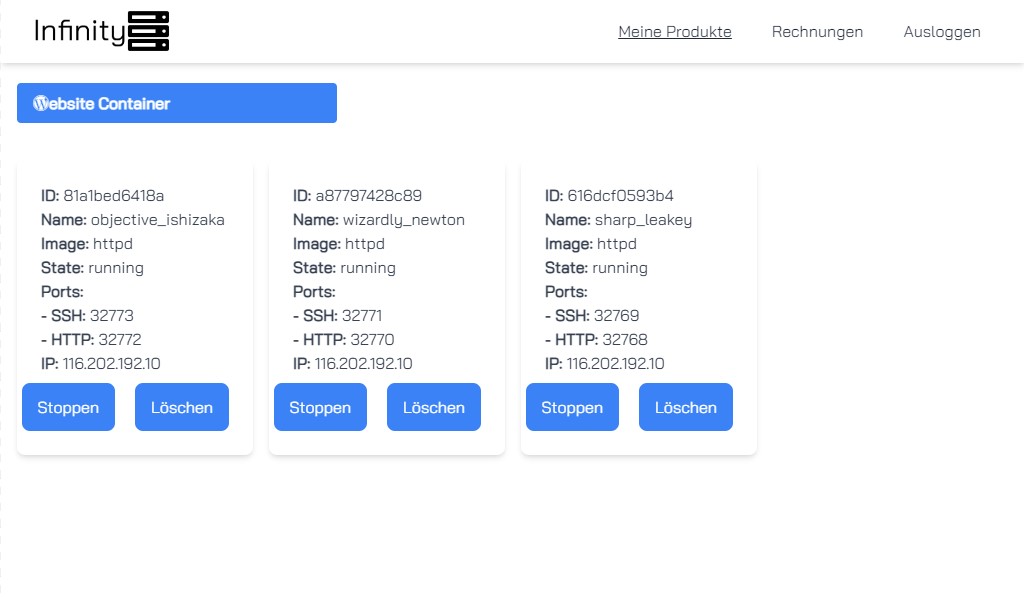 Infinity
Meine Produkte
Rechnungen
Ausloggen
Website Container
ID: 81a1bed6418a
Name: objective_ishizaka
Image: httpd
State: running
Ports:
- SSH: 32773
- HTTP: 32772
IP: 116.202.192.10
Stoppen
Löschen
ID: a87797428c89
Name: wizardly_newton
Image: httpd
State: running
Ports:
- SSH: 32771
- HTTP: 32770
IP: 116.202.192.10
Stoppen
Löschen
ID: 616dcf0593b4
Name: sharp_leakey
Image: httpd
State: running
Ports:
- SSH: 32769
- HTTP: 32768
IP: 116.202.192.10
Stoppen
Löschen